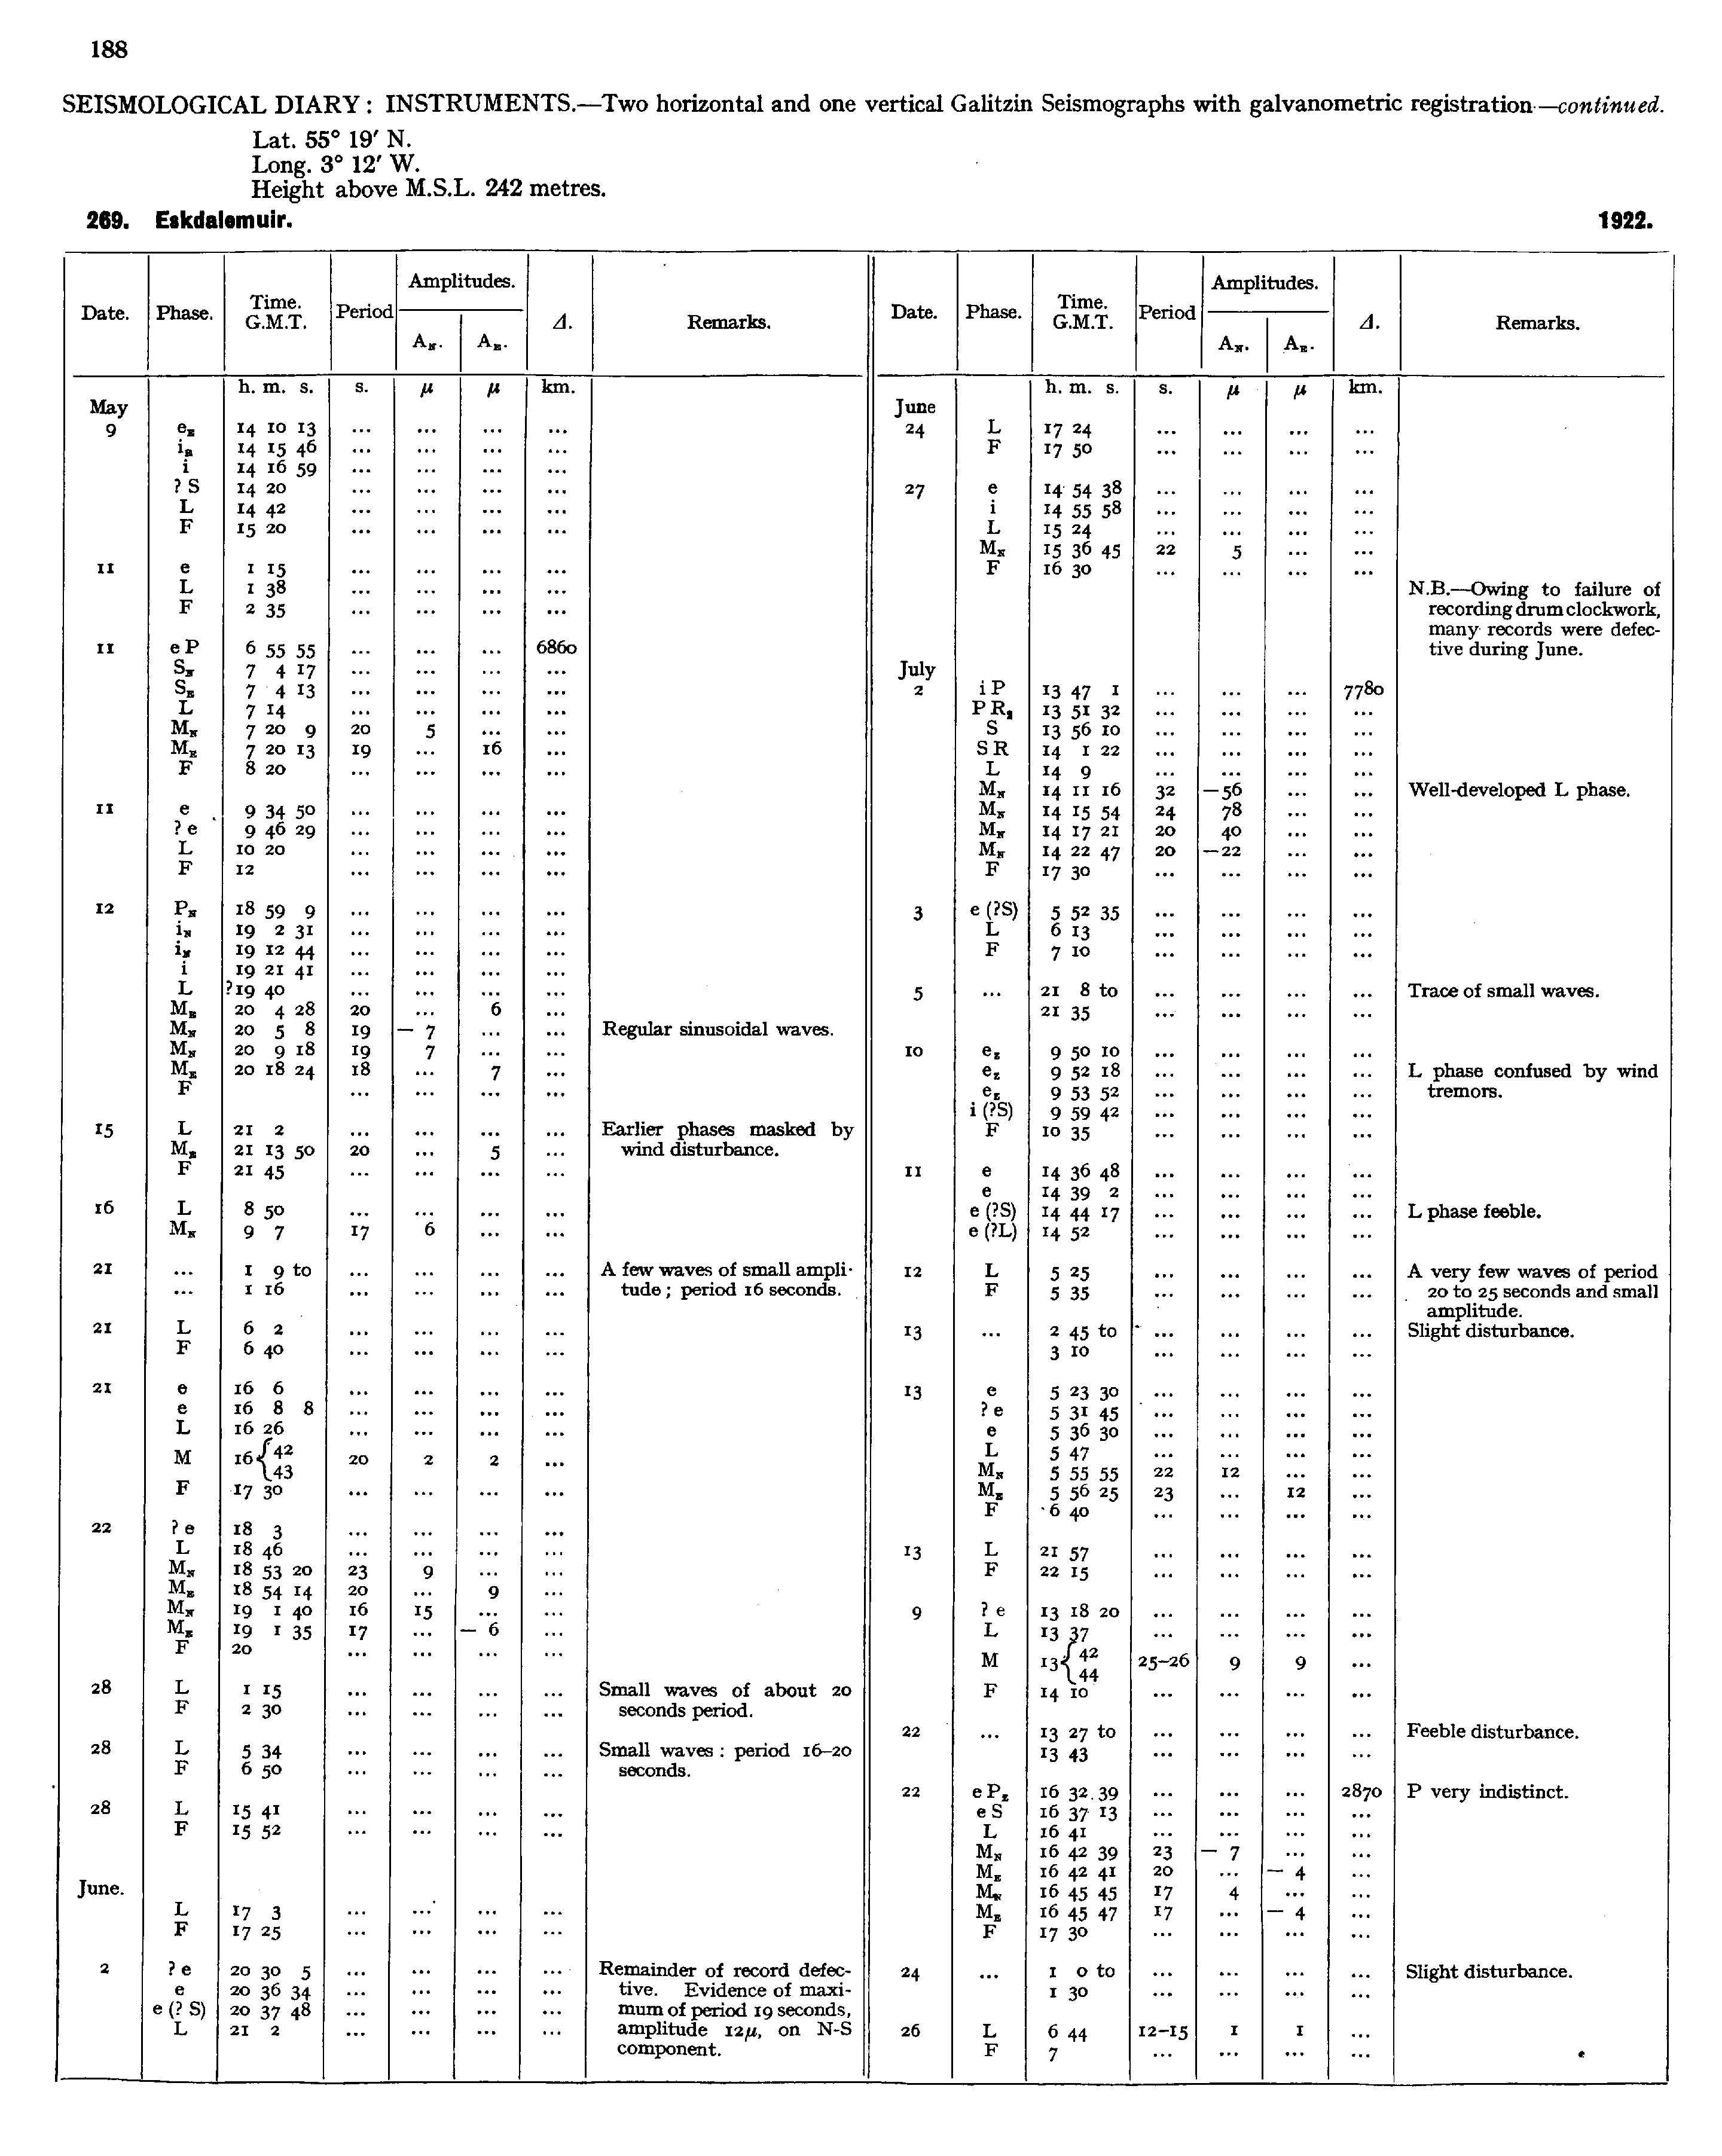 188
SEISMOLOGICAL DIARY : INSTRUMENTS.—Two horizontal and one vertical Galitzin Seismographs with galvanometric registration—continued.
Lat. 55° 19′ N.
Long. 3° 12′ W.
Height above M.S.L. 242 metres.
269. Eskdalemuir. 1922.
Date. Phase. Time. G.M.T. Period Amplitudes. A_N. A_E. Δ. Remarks.
h. m. s. s. μ μ km.
May
9 e_E 14 10 13 ... ... ... ...
i_E 14 15 46 ... ... ... ...
i 14 16 59 ... ... ... ...
? S 14 20 ... ... ... ...
L 14 42 ... ... ... ...
F 15 20 ... ... ... ...
11 e 1 15 ... ... ... ...
L 1 38 ... ... ... ...
F 2 35 ... ... ... ...
11 e P 6 55 55 ... ... ... 6860
S_N 7 4 17 ... ... ... ...
S_E 7 4 13 ... ... ... ...
L 7 14 ... ... ... ...
M_N 7 20 9 20 5 ... ...
M_E 7 20 13 19 ... 16 ...
F 8 20 ... ... ... ...
11 e 9 34 50 ... ... ... ...
? e 9 46 29 ... ... ... ...
L 10 20 ... ... ... ...
F 12 ... ... ... ...
12 P_N 18 59 9 ... ... ... ...
i_N 19 2 31 ... ... ... ...
i_N 19 12 44 ... ... ... ...
i 19 21 41 ... ... ... ...
L ?19 40 ... ... ... ...
M_E 20 4 28 20 ... 6 ...
M_N 20 5 8 19 — 7 ... ... Regular sinusoidal waves.
M_N 20 9 18 19 7 ... ...
M_E 20 18 24 18 ... 7 ...
F ... ... ... ...
15 L 21 2 ... ... ... ... Earlier phases masked by
M_E 21 13 50 20 ... 5 ... wind disturbance.
F 21 45 ... ... ... ...
16 L 8 50 ... ... ... ...
M_N 9 7 17 6 ... ...
21 ... 1 9 to ... ... ... ... A few waves of small ampli-
... 1 16 ... ... ... ... tude ; period 16 seconds.
21 L 6 2 ... ... ... ...
F 6 40 ... ... ... ...
21 e 16 6 ... ... ... ...
e 16 8 8 ... ... ... ...
L 16 26 ... ... ... ...
M 16 { 42 43 20 2 2 ...
F 17 30 ... ... ... ...
22 ? e 18 3 ... ... ... ...
L 18 46 ... ... ... ...
M_N 18 53 20 23 9 ... ...
M_E 18 54 14 20 ... 9 ...
M_N 19 1 40 16 15 ... ...
M_E 19 1 35 17 ... — 6 ...
F 20 ... ... ... ...
28 L 1 15 ... ... ... ... Small waves of about 20
F 2 30 ... ... ... ... seconds period.
28 L 5 34 ... ... ... ... Small waves : period 16–20
F 6 50 ... ... ... ... seconds.
28 L 15 41 ... ... ... ...
F 15 52 ... ... ... ...
June.
L 17 3 ... ... ... ...
F 17 25 ... ... ... ...
2 ? e 20 30 5 ... ... ... ... Remainder of record defec-
e 20 36 34 ... ... ... ... tive. Evidence of maxi-
e (? S) 20 37 48 ... ... ... ... mum of period 19 seconds,
L 21 2 ... ... ... ... amplitude 12μ, on N-S
component.
Date. Phase. Time. G.M.T. Period Amplitudes. A_N. A_E. Δ. Remarks.
h. m. s. s. μ μ km.
June
24 L 17 24 ... ... ... ...
F 17 50 ... ... ... ...
27 e 14 54 38 ... ... ... ...
i 14 55 58 ... ... ... ...
L 15 24 ... ... ... ...
M_N 15 36 45 22 5 ... ...
F 16 30 ... ... ... ...
N.B.—Owing to failure of
recording drum clockwork,
many records were defec-
tive during June.
July
2 i P 13 47 1 ... ... ... 7780
P R₁ 13 51 32 ... ... ... ...
S 13 56 10 ... ... ... ...
S R 14 1 22 ... ... ... ...
L 14 9 ... ... ... ...
M_N 14 11 16 32 —56 ... ... Well-developed L phase.
M_N 14 15 54 24 78 ... ...
M_N 14 17 21 20 40 ... ...
M_N 14 22 47 20 —22 ... ...
F 17 30 ... ... ... ...
3 e (?S) 5 52 35 ... ... ... ...
L 6 13 ... ... ... ...
F 7 10 ... ... ... ...
5 ... 21 8 to ... ... ... ... Trace of small waves.
21 35 ... ... ... ...
10 e_E 9 50 10 ... ... ... ...
e_Z 9 52 18 ... ... ... ... L phase confused by wind
e_E 9 53 52 ... ... ... ... tremors.
i (?S) 9 59 42 ... ... ... ...
F 10 35 ... ... ... ...
11 e 14 36 48 ... ... ... ...
e 14 39 2 ... ... ... ...
e (?S) 14 44 17 ... ... ... ... L phase feeble.
e (?L) 14 52 ... ... ... ...
12 L 5 25 ... ... ... ... A very few waves of period
F 5 35 ... ... ... ... 20 to 25 seconds and small
amplitude.
13 ... 2 45 to ... ... ... ... Slight disturbance.
3 10 ... ... ... ...
13 e 5 23 30 ... ... ... ...
? e 5 31 45 ... ... ... ...
e 5 36 30 ... ... ... ...
L 5 47 ... ... ... ...
M_N 5 55 55 22 12 ... ...
M_E 5 56 25 23 ... 12 ...
F 6 40 ... ... ... ...
13 L 21 57 ... ... ... ...
F 22 15 ... ... ... ...
9 ? e 13 18 20 ... ... ... ...
L 13 37 ... ... ... ...
M 13 { 42 44 25–26 9 9 ...
F 14 10 ... ... ... ...
22 ... 13 27 to ... ... ... ... Feeble disturbance.
13 43 ... ... ... ...
22 e P_Z 16 32 39 ... ... ... 2870 P very indistinct.
e S 16 37 13 ... ... ... ...
L 16 41 ... ... ... ...
M_N 16 42 39 23 — 7 ... ...
M_E 16 42 41 20 ... — 4 ...
M_N 16 45 45 17 4 ... ...
M_E 16 45 47 17 ... — 4 ...
F 17 30 ... ... ... ...
24 ... 1 0 to ... ... ... ... Slight disturbance.
1 30 ... ... ... ...
26 L 6 44 12–15 1 1 ...
F 7 ... ... ... ...